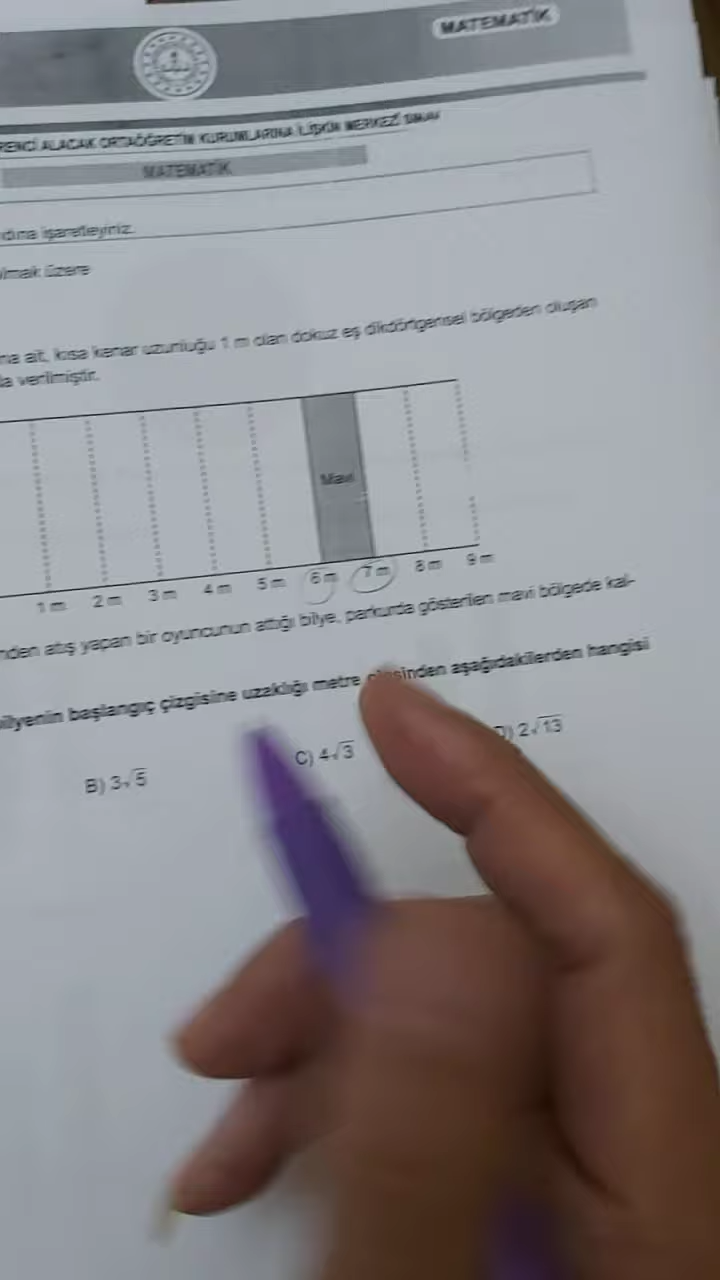 MATEMATİK
RENCİ ALACAK ORTAÖĞRETİM KURUMLARINA İLİŞKİN MERKEZİ SINAV
MATEMATİK
dına işaretleyiniz.
lmak üzere
na ait, kısa kenar uzunluğu 1 m olan dokuz eş dikdörtgensel bölgeden oluşan
la verilmiştir.
Mavi
1 m 2 m 3 m 4 m 5 m 6 m 7 m 8 m 9 m
nden atış yapan bir oyuncunun attığı bilye, parkurda gösterilen mavi bölgede kal-
bilyenin başlangıç çizgisine uzaklığı metre cinsinden aşağıdakilerden hangisi
B) 3√5 C) 4√3 D) 2√13